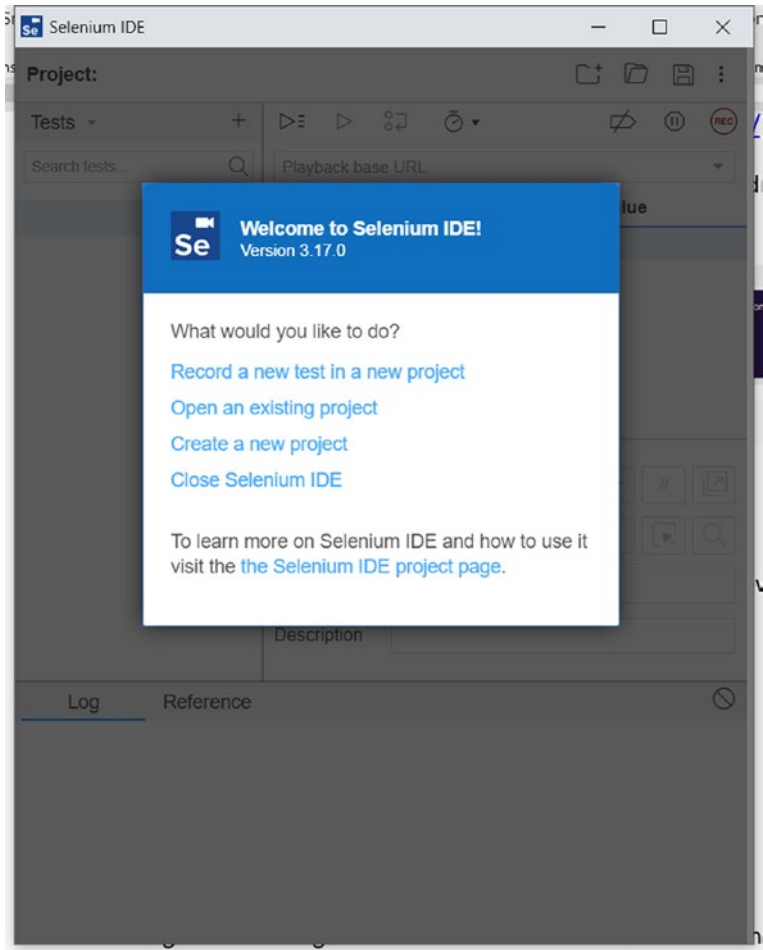 Se Selenium IDE
Project:
Tests
Search tests...
Playback base URL
REC
lue
Se
Welcome to Selenium IDE!
Version 3.17.0
What would you like to do?
Record a new test in a new project
Open an existing project
Create a new project
Close Selenium IDE
To learn more on Selenium IDE and how to use it
visit the the Selenium IDE project page.
//
Description
Log Reference